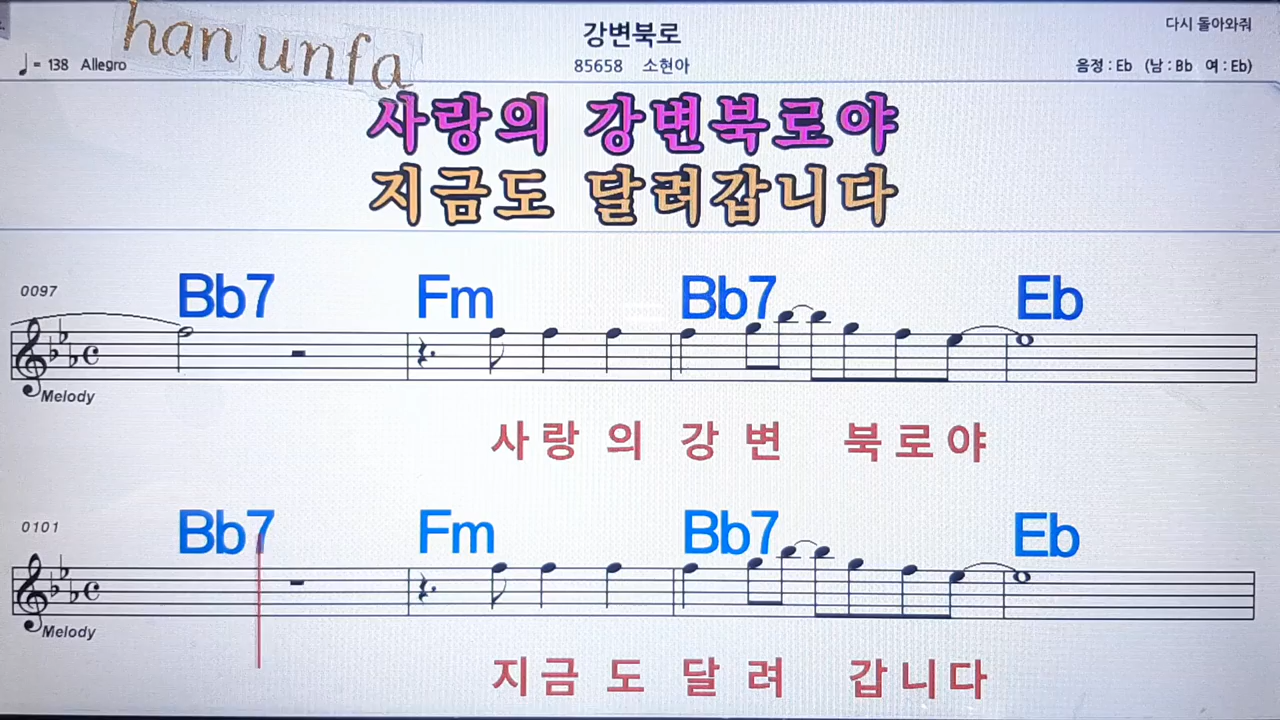 han unfa
강변북로
다시 돌아와줘
♩= 138 Allegro
85658 소현아
음정 : Eb (남 : Bb 여 : Eb)
사랑의 강변북로야
지금도 달려갑니다
0097
Bb7 Fm Bb7 Eb
Melody
사 랑 의 강 변 북 로 야
0101
Bb7 Fm Bb7 Eb
Melody
지 금 도 달 려 갑 니 다